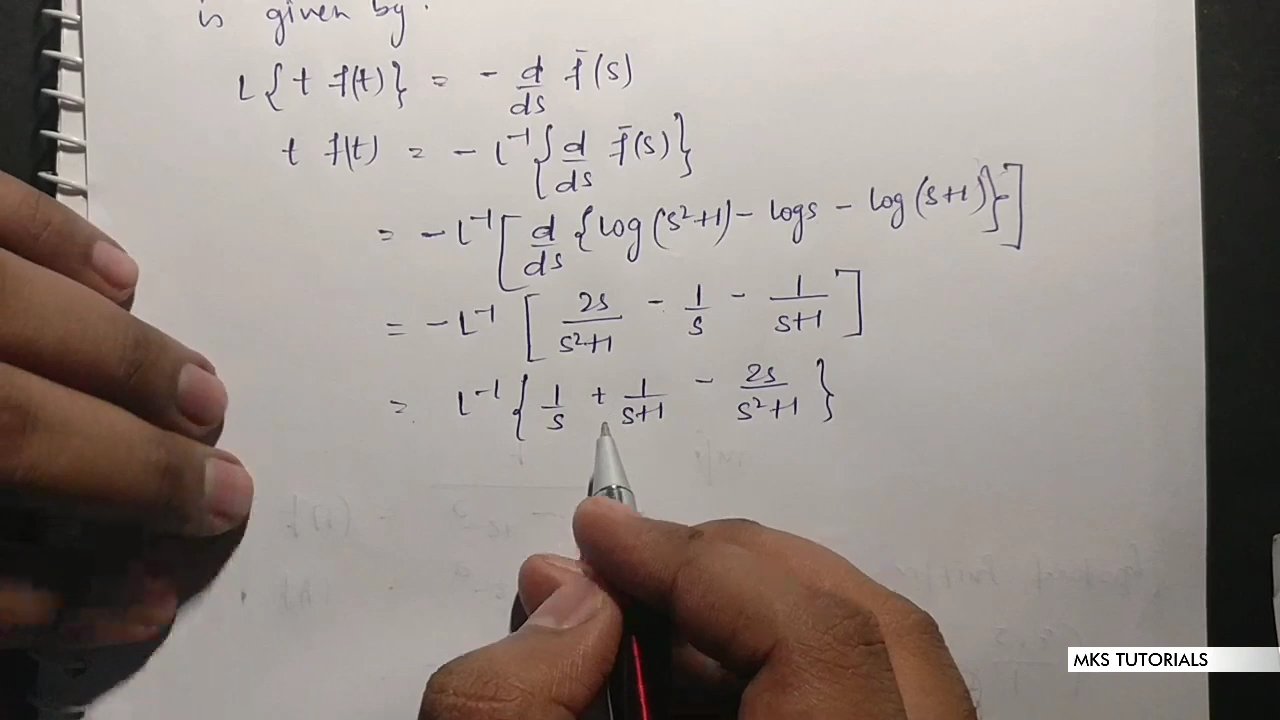 is given by.
L{t f(t)} = - d/ds f̄(s)
t f(t) = - L⁻¹{d/ds f̄(s)}
= - L⁻¹[d/ds {log(s²+1) - logs - log(s+1)}]
= - L⁻¹ [2s/s²+1 - 1/s - 1/s+1]
= L⁻¹ {1/s + 1/s+1 - 2s/s²+1}
MKS TUTORIALS